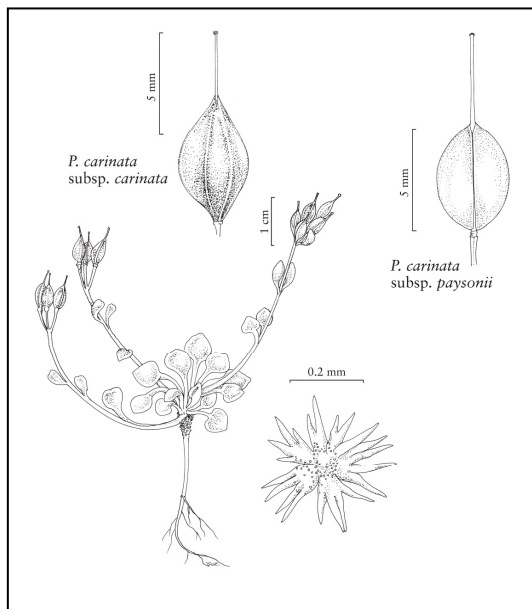 5 mm
P. carinata
subsp. carinata
1 cm
5 mm
P. carinata
subsp. paysonii
0.2 mm